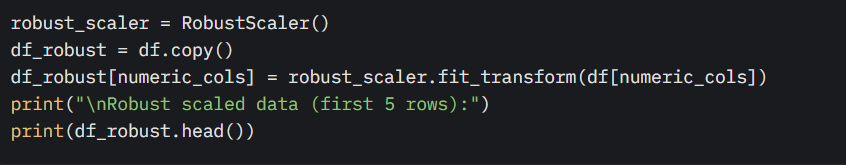 robust_scaler = RobustScaler()
df_robust = df.copy()
df_robust[numeric_cols] = robust_scaler.fit_transform(df[numeric_cols])
print("\nRobust scaled data (first 5 rows):")
print(df_robust.head())